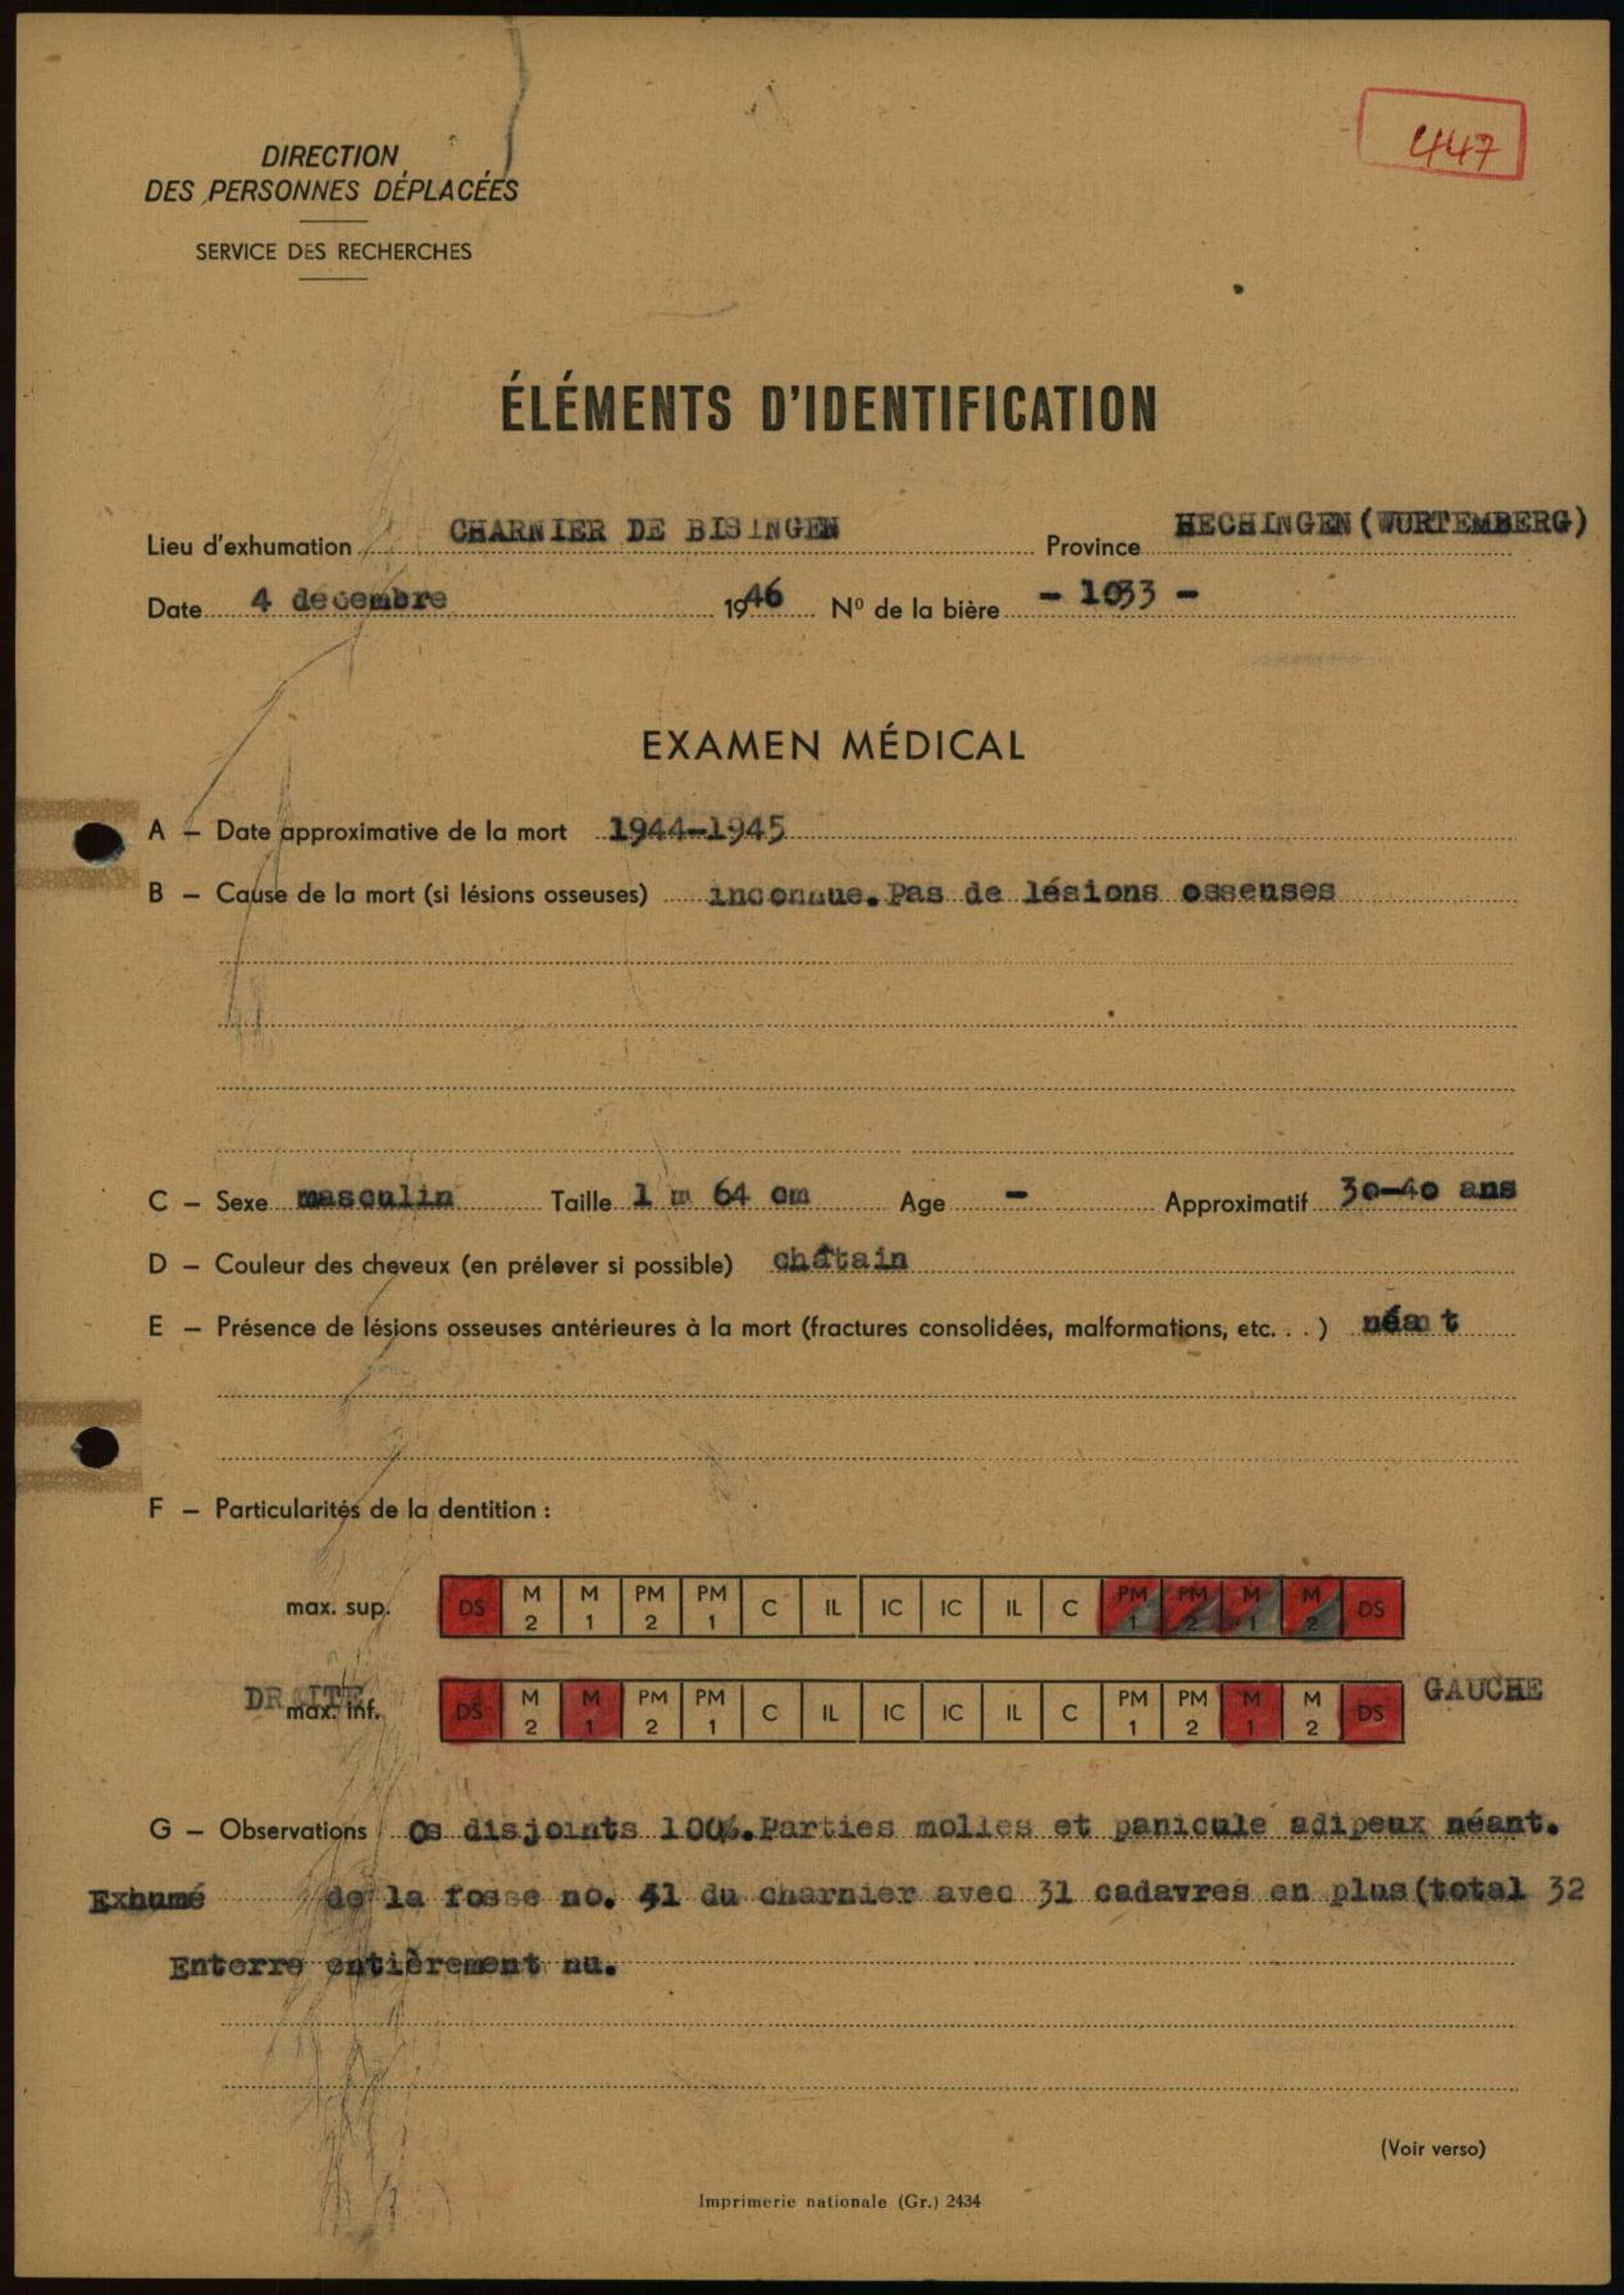 447
DIRECTION
DES PERSONNES DÉPLACÉES
SERVICE DES RECHERCHES
ÉLÉMENTS D'IDENTIFICATION
Lieu d'exhumation CHARNIER DE BISINGEN Province HECHINGEN (WURTEMBERG)
Date 4 decembre 1946 Nº de la bière - 1033 -
EXAMEN MÉDICAL
A – Date approximative de la mort 1944-1945
B – Cause de la mort (si lésions osseuses) inconnue. Pas de lésions osseuses
C – Sexe masculin Taille 1 m 64 cm Age - Approximatif 30-40 ans
D – Couleur des cheveux (en prélever si possible) châtain
E – Présence de lésions osseuses antérieures à la mort (fractures consolidées, malformations, etc. . .) néant
F – Particularités de la dentition :
max. sup. DS M 2 M 1 PM 2 PM 1 C IL IC IC IL C PM 1 PM 2 M 1 M 2 DS
DROITE max. inf. DS M 2 M 1 PM 2 PM 1 C IL IC IC IL C PM 1 PM 2 M 1 M 2 DS GAUCHE
G – Observations Os disjoints 100%. Parties molles et panicule adipeux néant.
Exhumé de la fosse no. 41 du charnier avec 31 cadavres en plus (total 32
Enterre entièrement nu.
(Voir verso)
Imprimerie nationale (Gr.) 2434